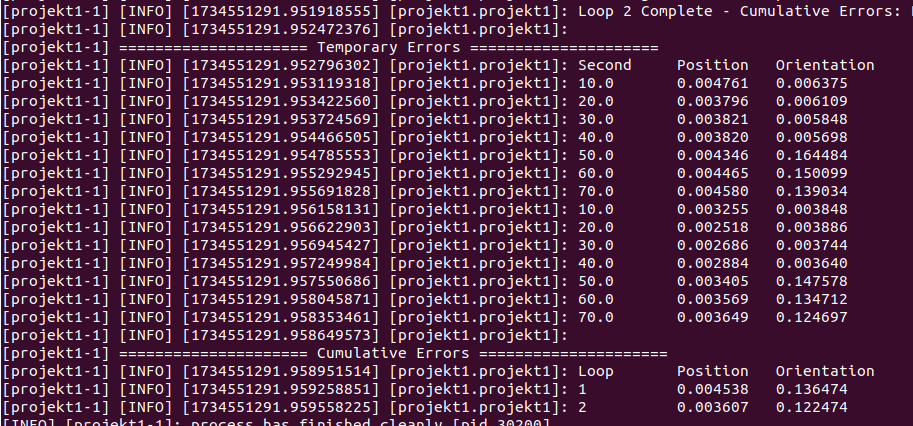 [projekt1-1] [INFO] [1734551291.951918555] [projekt1.projekt1]: Loop 2 Complete - Cumulative Errors:
[projekt1-1] [INFO] [1734551291.952472376] [projekt1.projekt1]:
[projekt1-1] ===================== Temporary Errors =====================
[projekt1-1] [INFO] [1734551291.952796302] [projekt1.projekt1]: Second     Position   Orientation
[projekt1-1] [INFO] [1734551291.953119318] [projekt1.projekt1]: 10.0       0.004761   0.006375
[projekt1-1] [INFO] [1734551291.953422560] [projekt1.projekt1]: 20.0       0.003796   0.006109
[projekt1-1] [INFO] [1734551291.953724569] [projekt1.projekt1]: 30.0       0.003821   0.005848
[projekt1-1] [INFO] [1734551291.954466505] [projekt1.projekt1]: 40.0       0.003820   0.005698
[projekt1-1] [INFO] [1734551291.954785553] [projekt1.projekt1]: 50.0       0.004346   0.164484
[projekt1-1] [INFO] [1734551291.955292945] [projekt1.projekt1]: 60.0       0.004465   0.150099
[projekt1-1] [INFO] [1734551291.955691828] [projekt1.projekt1]: 70.0       0.004580   0.139034
[projekt1-1] [INFO] [1734551291.956158131] [projekt1.projekt1]: 10.0       0.003255   0.003848
[projekt1-1] [INFO] [1734551291.956622903] [projekt1.projekt1]: 20.0       0.002518   0.003886
[projekt1-1] [INFO] [1734551291.956945427] [projekt1.projekt1]: 30.0       0.002686   0.003744
[projekt1-1] [INFO] [1734551291.957249984] [projekt1.projekt1]: 40.0       0.002884   0.003640
[projekt1-1] [INFO] [1734551291.957550686] [projekt1.projekt1]: 50.0       0.003405   0.147578
[projekt1-1] [INFO] [1734551291.958045871] [projekt1.projekt1]: 60.0       0.003569   0.134712
[projekt1-1] [INFO] [1734551291.958353461] [projekt1.projekt1]: 70.0       0.003649   0.124697
[projekt1-1] [INFO] [1734551291.958649573] [projekt1.projekt1]:
[projekt1-1] ===================== Cumulative Errors =====================
[projekt1-1] [INFO] [1734551291.958951514] [projekt1.projekt1]: Loop       Position   Orientation
[projekt1-1] [INFO] [1734551291.959258851] [projekt1.projekt1]: 1          0.004538   0.136474
[projekt1-1] [INFO] [1734551291.959558225] [projekt1.projekt1]: 2          0.003607   0.122474
[INFO] [projekt1-1]: process has finished cleanly [pid 30200]